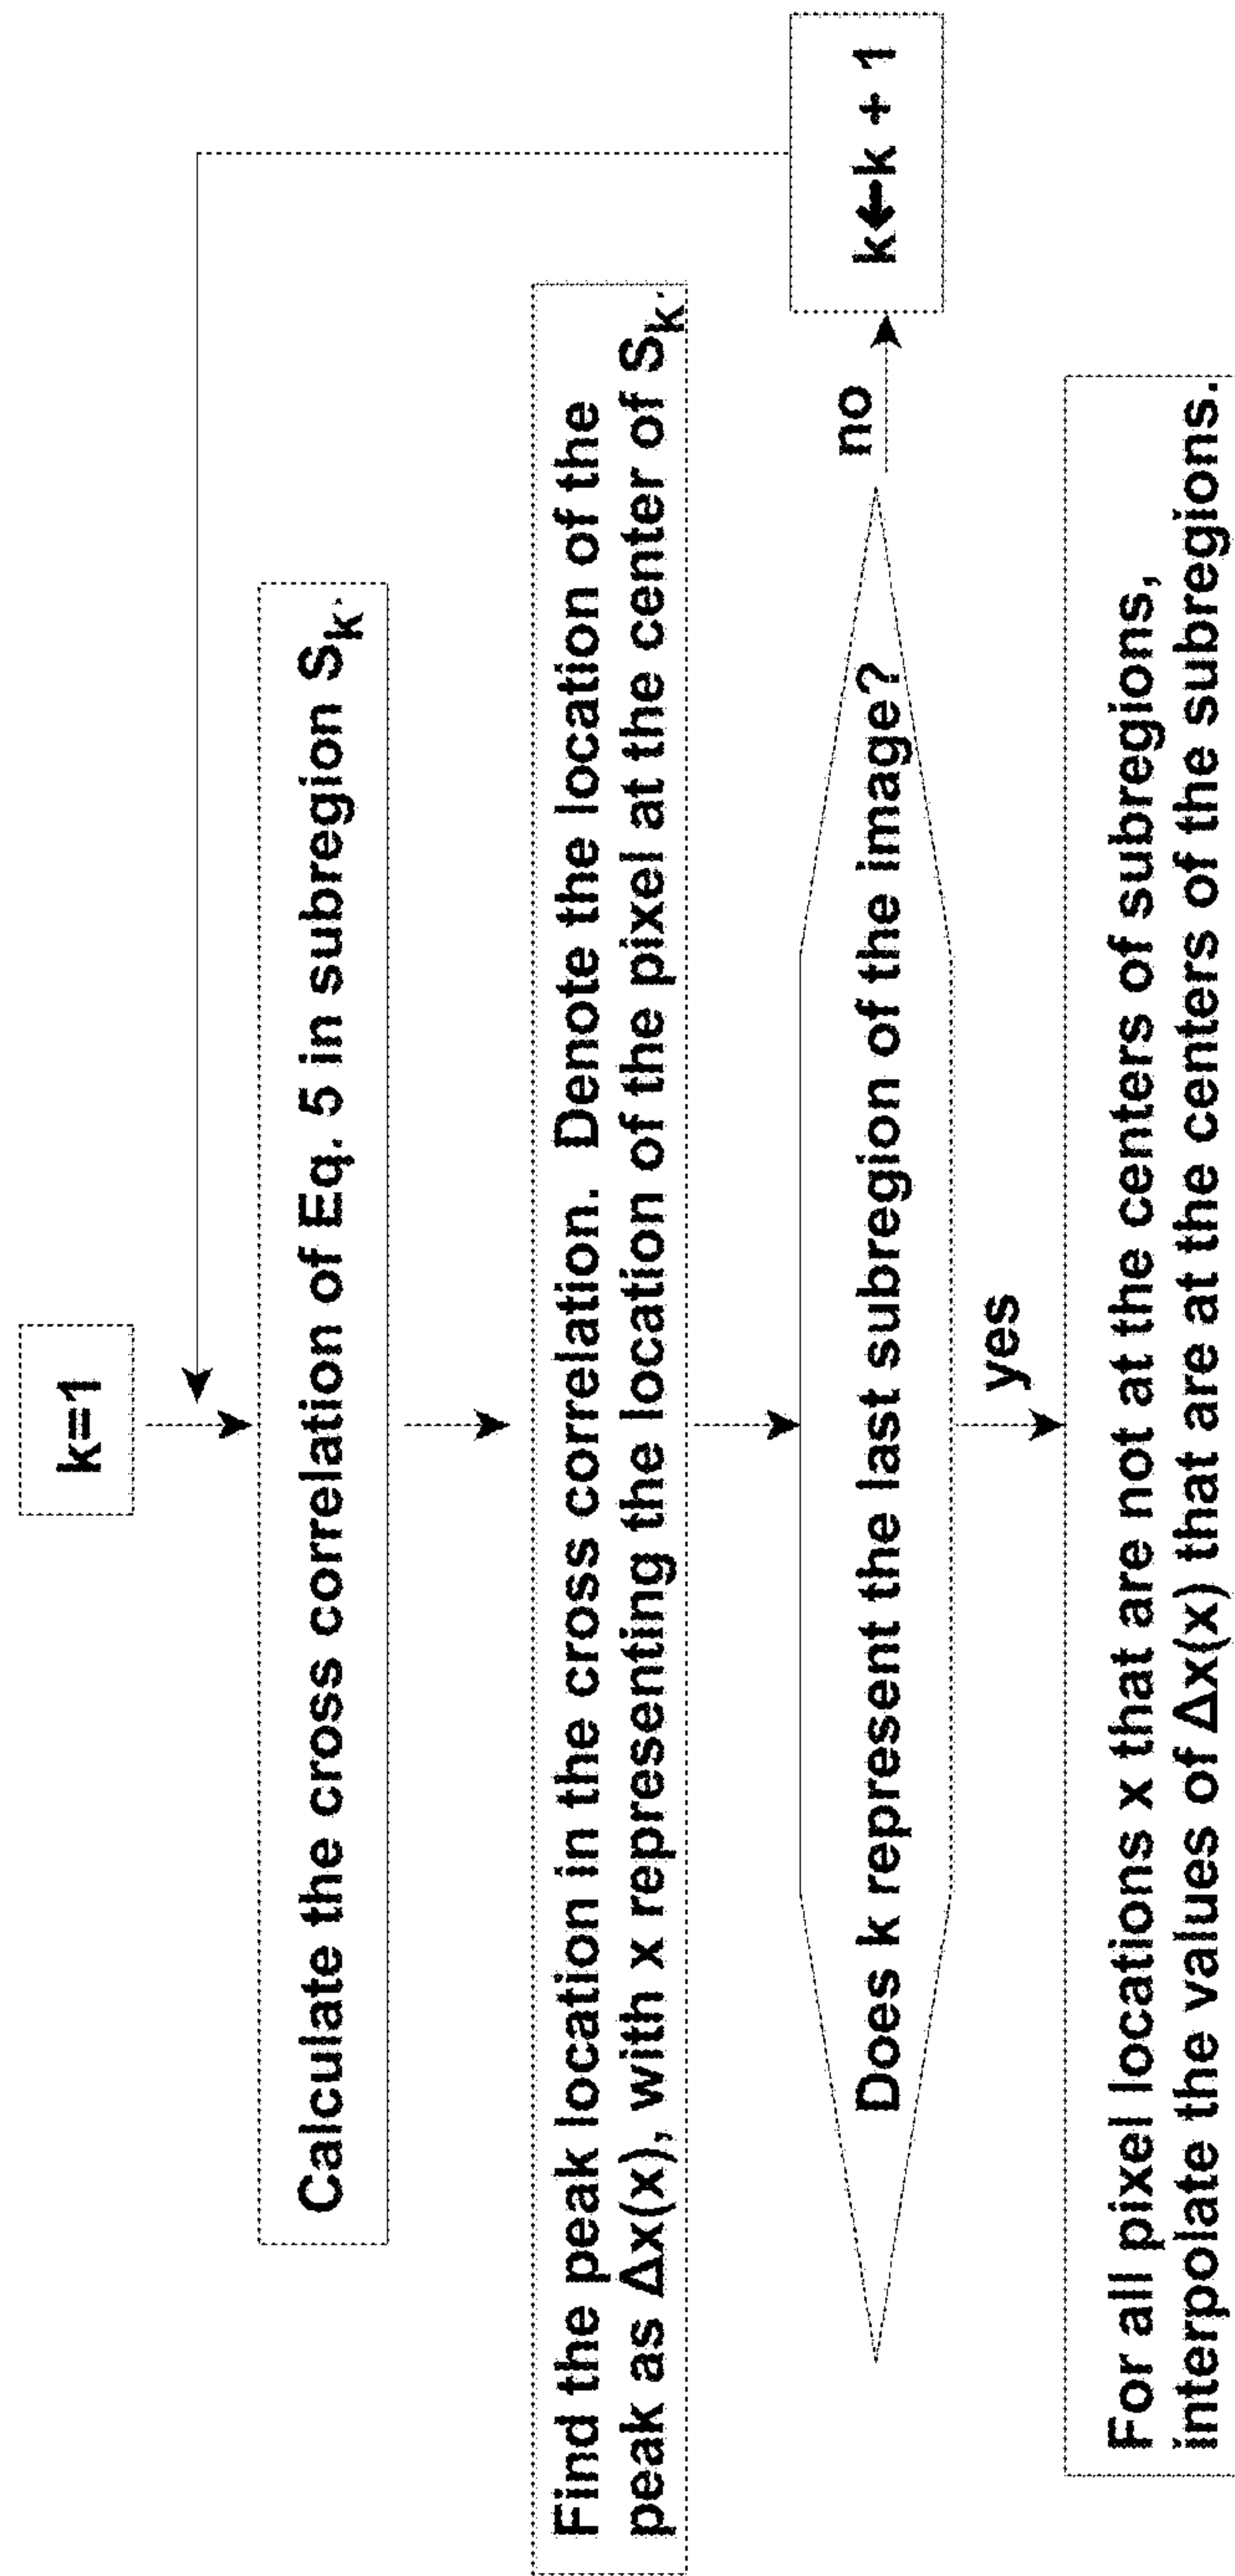 k=1
Calculate the cross correlation of Eq. 5 in subregion Sk.
Find the peak location in the cross correlation. Denote the location of the
peak as Δx(x), with x representing the location of the pixel at the center of Sk.
Does k represent the last subregion of the image?
no
k←k + 1
yes
For all pixel locations x that are not at the centers of subregions,
interpolate the values of Δx(x) that are at the centers of the subregions.